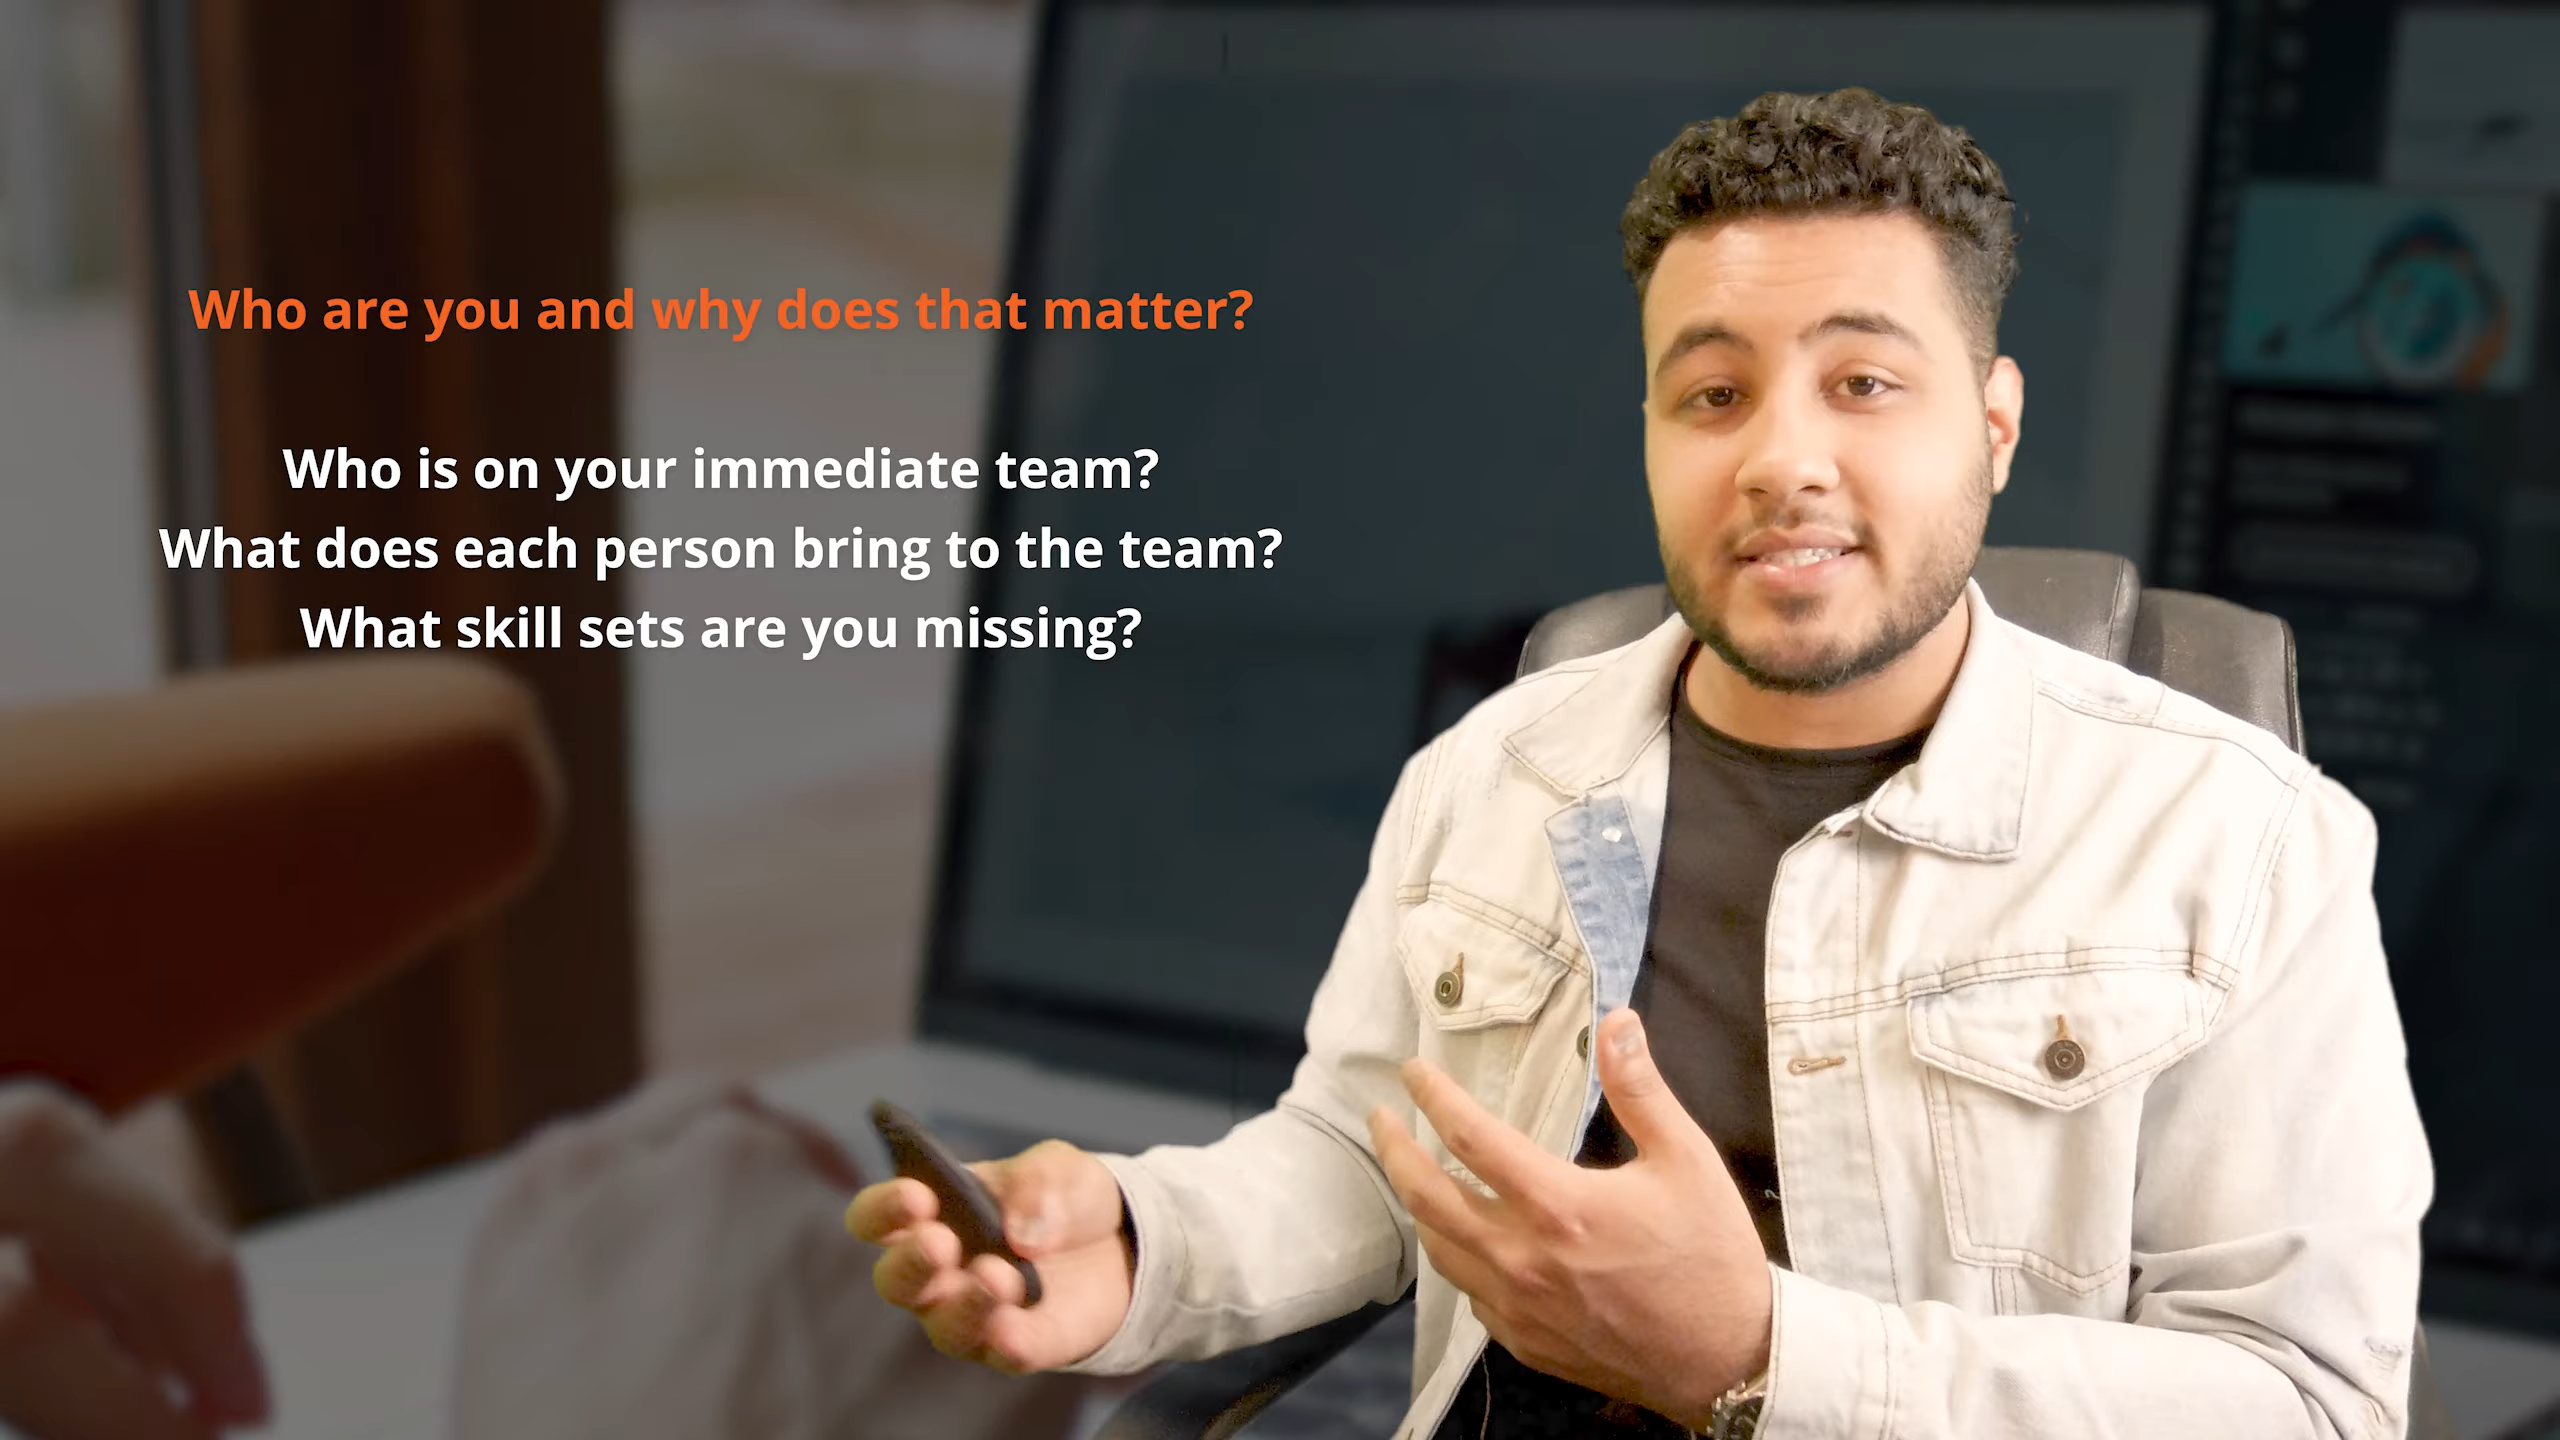 Who are you and why does that matter?
Who is on your immediate team?
What does each person bring to the team?
What skill sets are you missing?